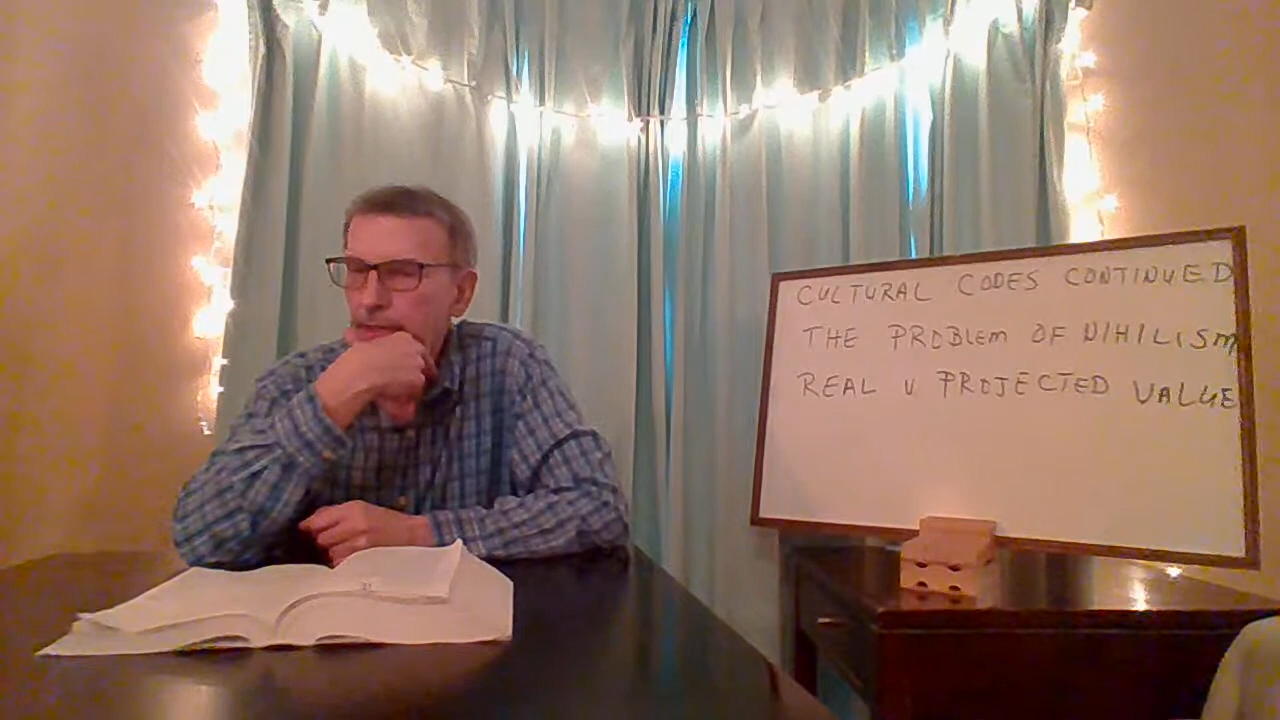 CULTURAL CODES CONTINUED
THE PROBLEM OF NIHILISM
REAL V PROJECTED VALUE